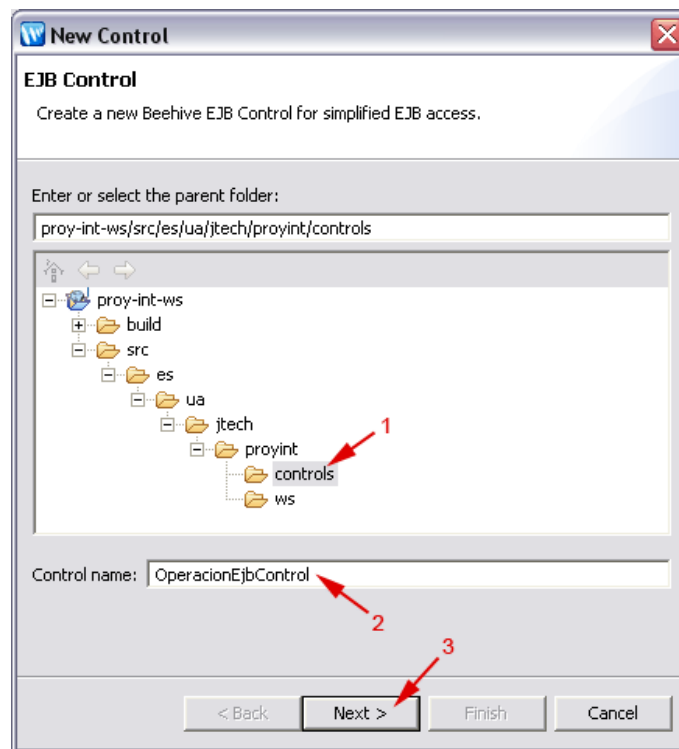 New Control
EJB Control
Create a new Beehive EJB Control for simplified EJB access.
Enter or select the parent folder:
proy-int-ws/src/es/ua/jtech/proyint/controls
proy-int-ws
build
src
es
ua
jtech
1
proyint
controls
ws
Control name: OperacionEjbControl
2
3
< Back Next > Finish Cancel